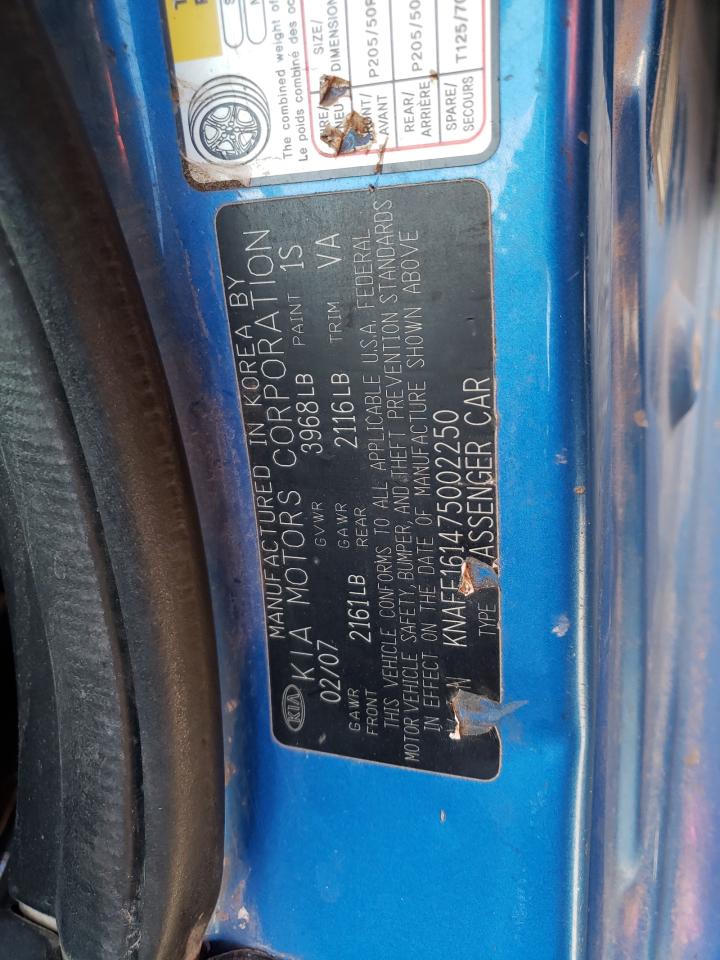 The combined weight of
Le poids combiné des oc
SIZE/
DIMENSION
FRONT/
AVANT
P205/50R
REAR/
ARRIÈRE
P205/50
SPARE/
SECOURS
T125/70
MANUFACTURED IN KOREA BY
KIA KIA MOTORS CORPORATION
02/07 GVWR 3968LB PAINT 1S
GAWR FRONT 2161LB GAWR REAR 2116LB TRIM VA
THIS VEHICLE CONFORMS TO ALL APPLICABLE U.S.A. FEDERAL
MOTOR VEHICLE SAFETY, BUMPER, AND THEFT PREVENTION STANDARDS
IN EFFECT ON THE DATE OF MANUFACTURE SHOWN ABOVE
KNAFE161475002250
TYPE ASSENGER CAR